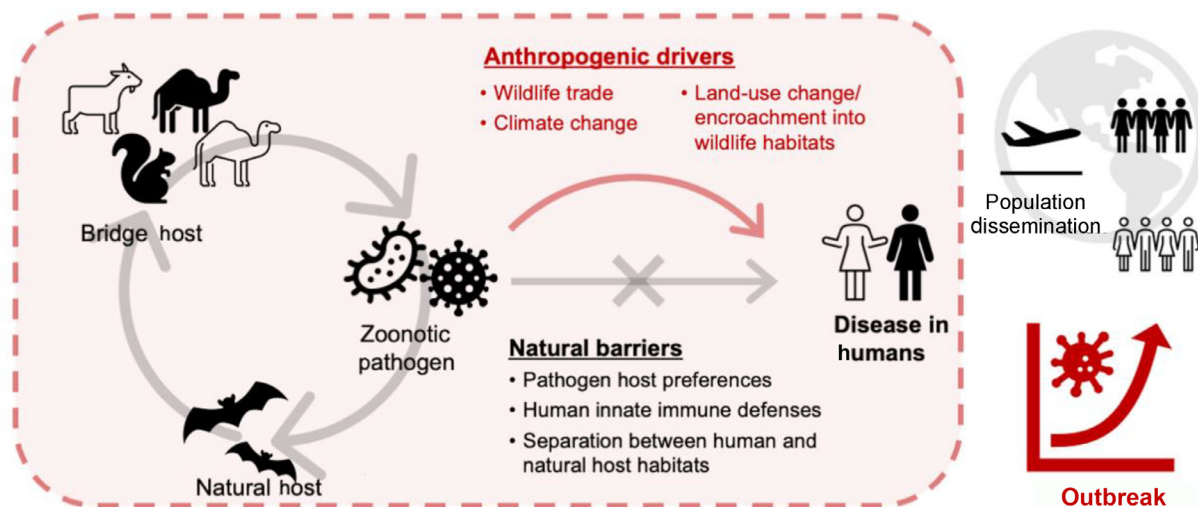 Anthropogenic drivers
• Wildlife trade
• Climate change
• Land-use change/
encroachment into
wildlife habitats
Bridge host
Zoonotic
pathogen
Natural host
Natural barriers
• Pathogen host preferences
• Human innate immune defenses
• Separation between human and
natural host habitats
Disease in
humans
Population
dissemination
Outbreak